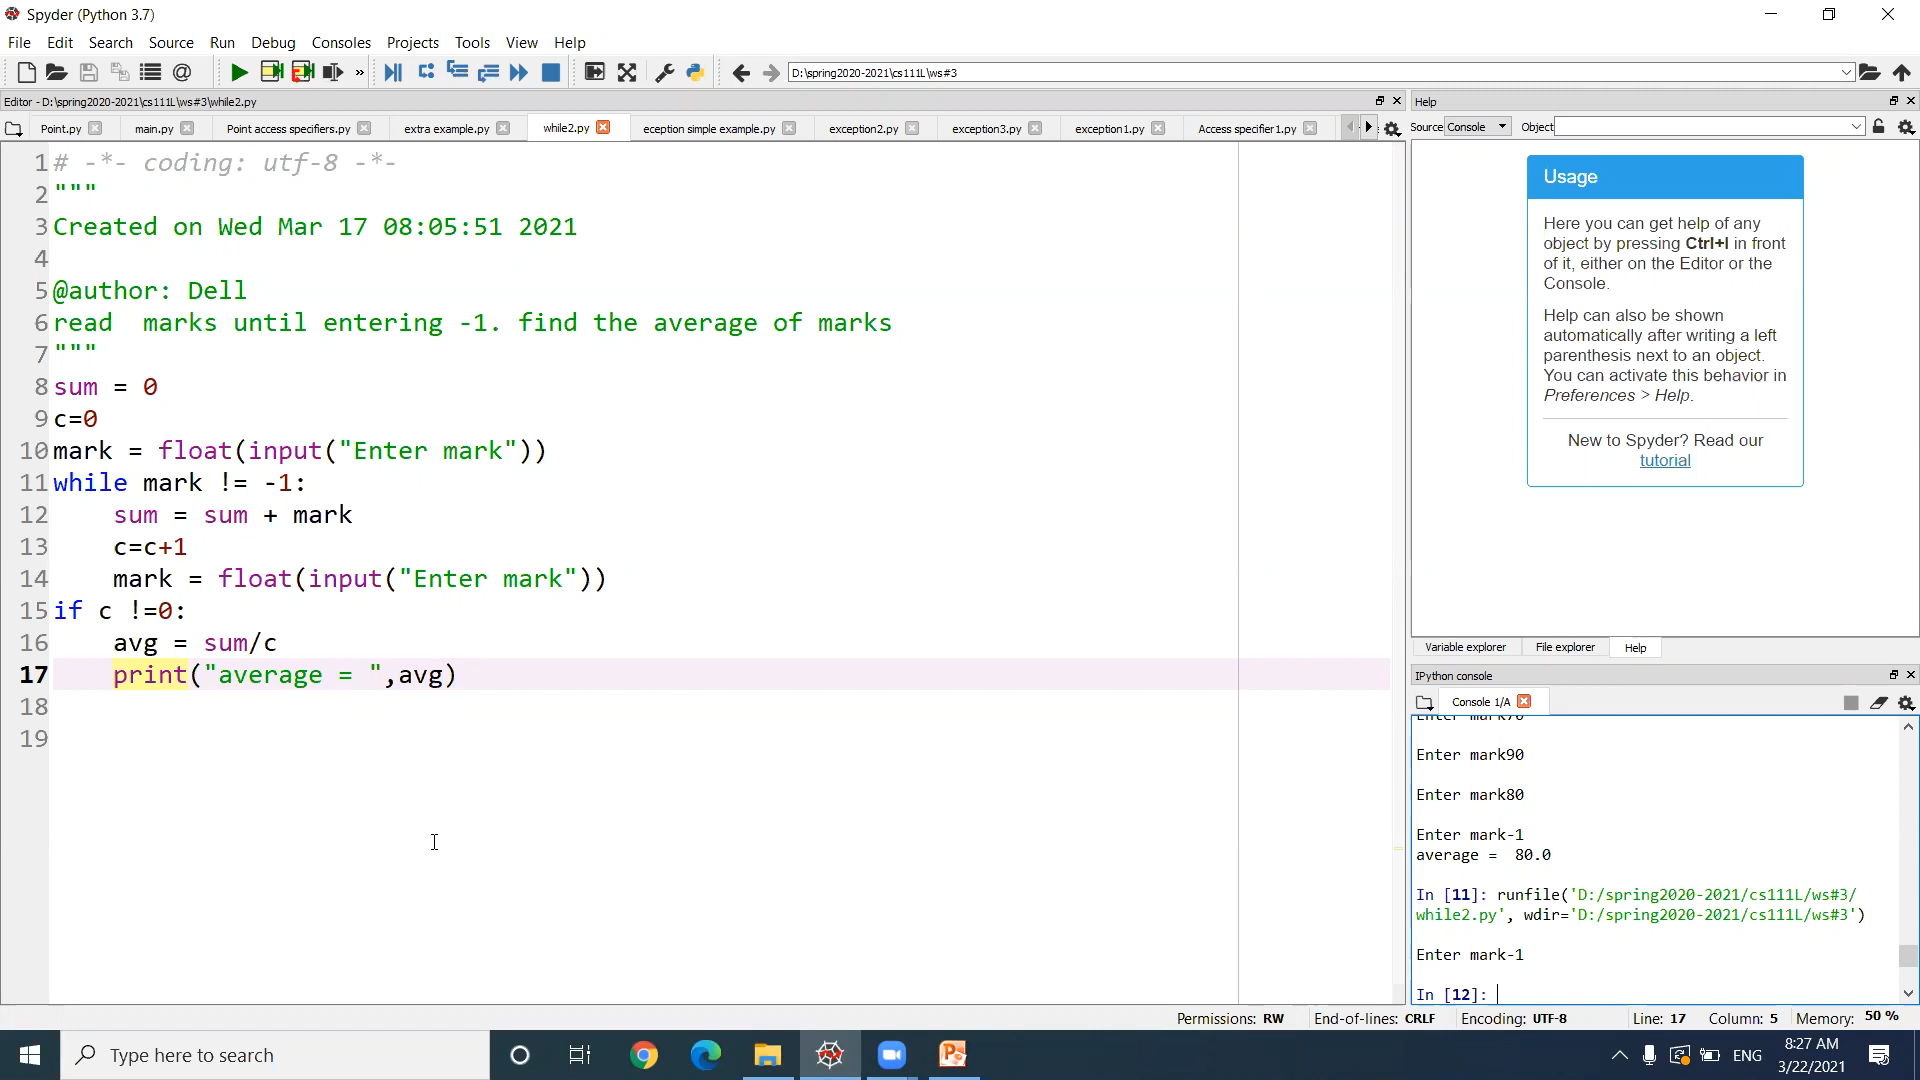 Spyder (Python 3.7)
File Edit Search Source Run Debug Consoles Projects Tools View Help
D:\spring2020-2021\cs111L\ws#3
Editor - D:\spring2020-2021\cs111L\ws#3\while2.py
Point.py main.py Point access specifiers.py extra example.py while2.py eception simple example.py exception2.py exception3.py exception1.py Access specifier1.py
1 # -*- coding: utf-8 -*-
2 """
3 Created on Wed Mar 17 08:05:51 2021
4
5 @author: Dell
6 read  marks until entering -1. find the average of marks
7 """
8 sum = 0
9 c=0
10 mark = float(input("Enter mark"))
11 while mark != -1:
12     sum = sum + mark
13     c=c+1
14     mark = float(input("Enter mark"))
15 if c !=0:
16     avg = sum/c
17     print("average = ",avg)
18
19
Help
Source Console Object
Usage
Here you can get help of any
object by pressing Ctrl+I in front
of it, either on the Editor or the
Console.
Help can also be shown
automatically after writing a left
parenthesis next to an object.
You can activate this behavior in
Preferences > Help.
New to Spyder? Read our
tutorial
Variable explorer File explorer Help
IPython console
Console 1/A
Enter mark90
Enter mark80
Enter mark-1
average =  80.0
In [11]: runfile('D:/spring2020-2021/cs111L/ws#3/
while2.py', wdir='D:/spring2020-2021/cs111L/ws#3')
Enter mark-1
In [12]:
Permissions: RW End-of-lines: CRLF Encoding: UTF-8 Line: 17 Column: 5 Memory: 50 %
Type here to search
ENG
8:27 AM
3/22/2021